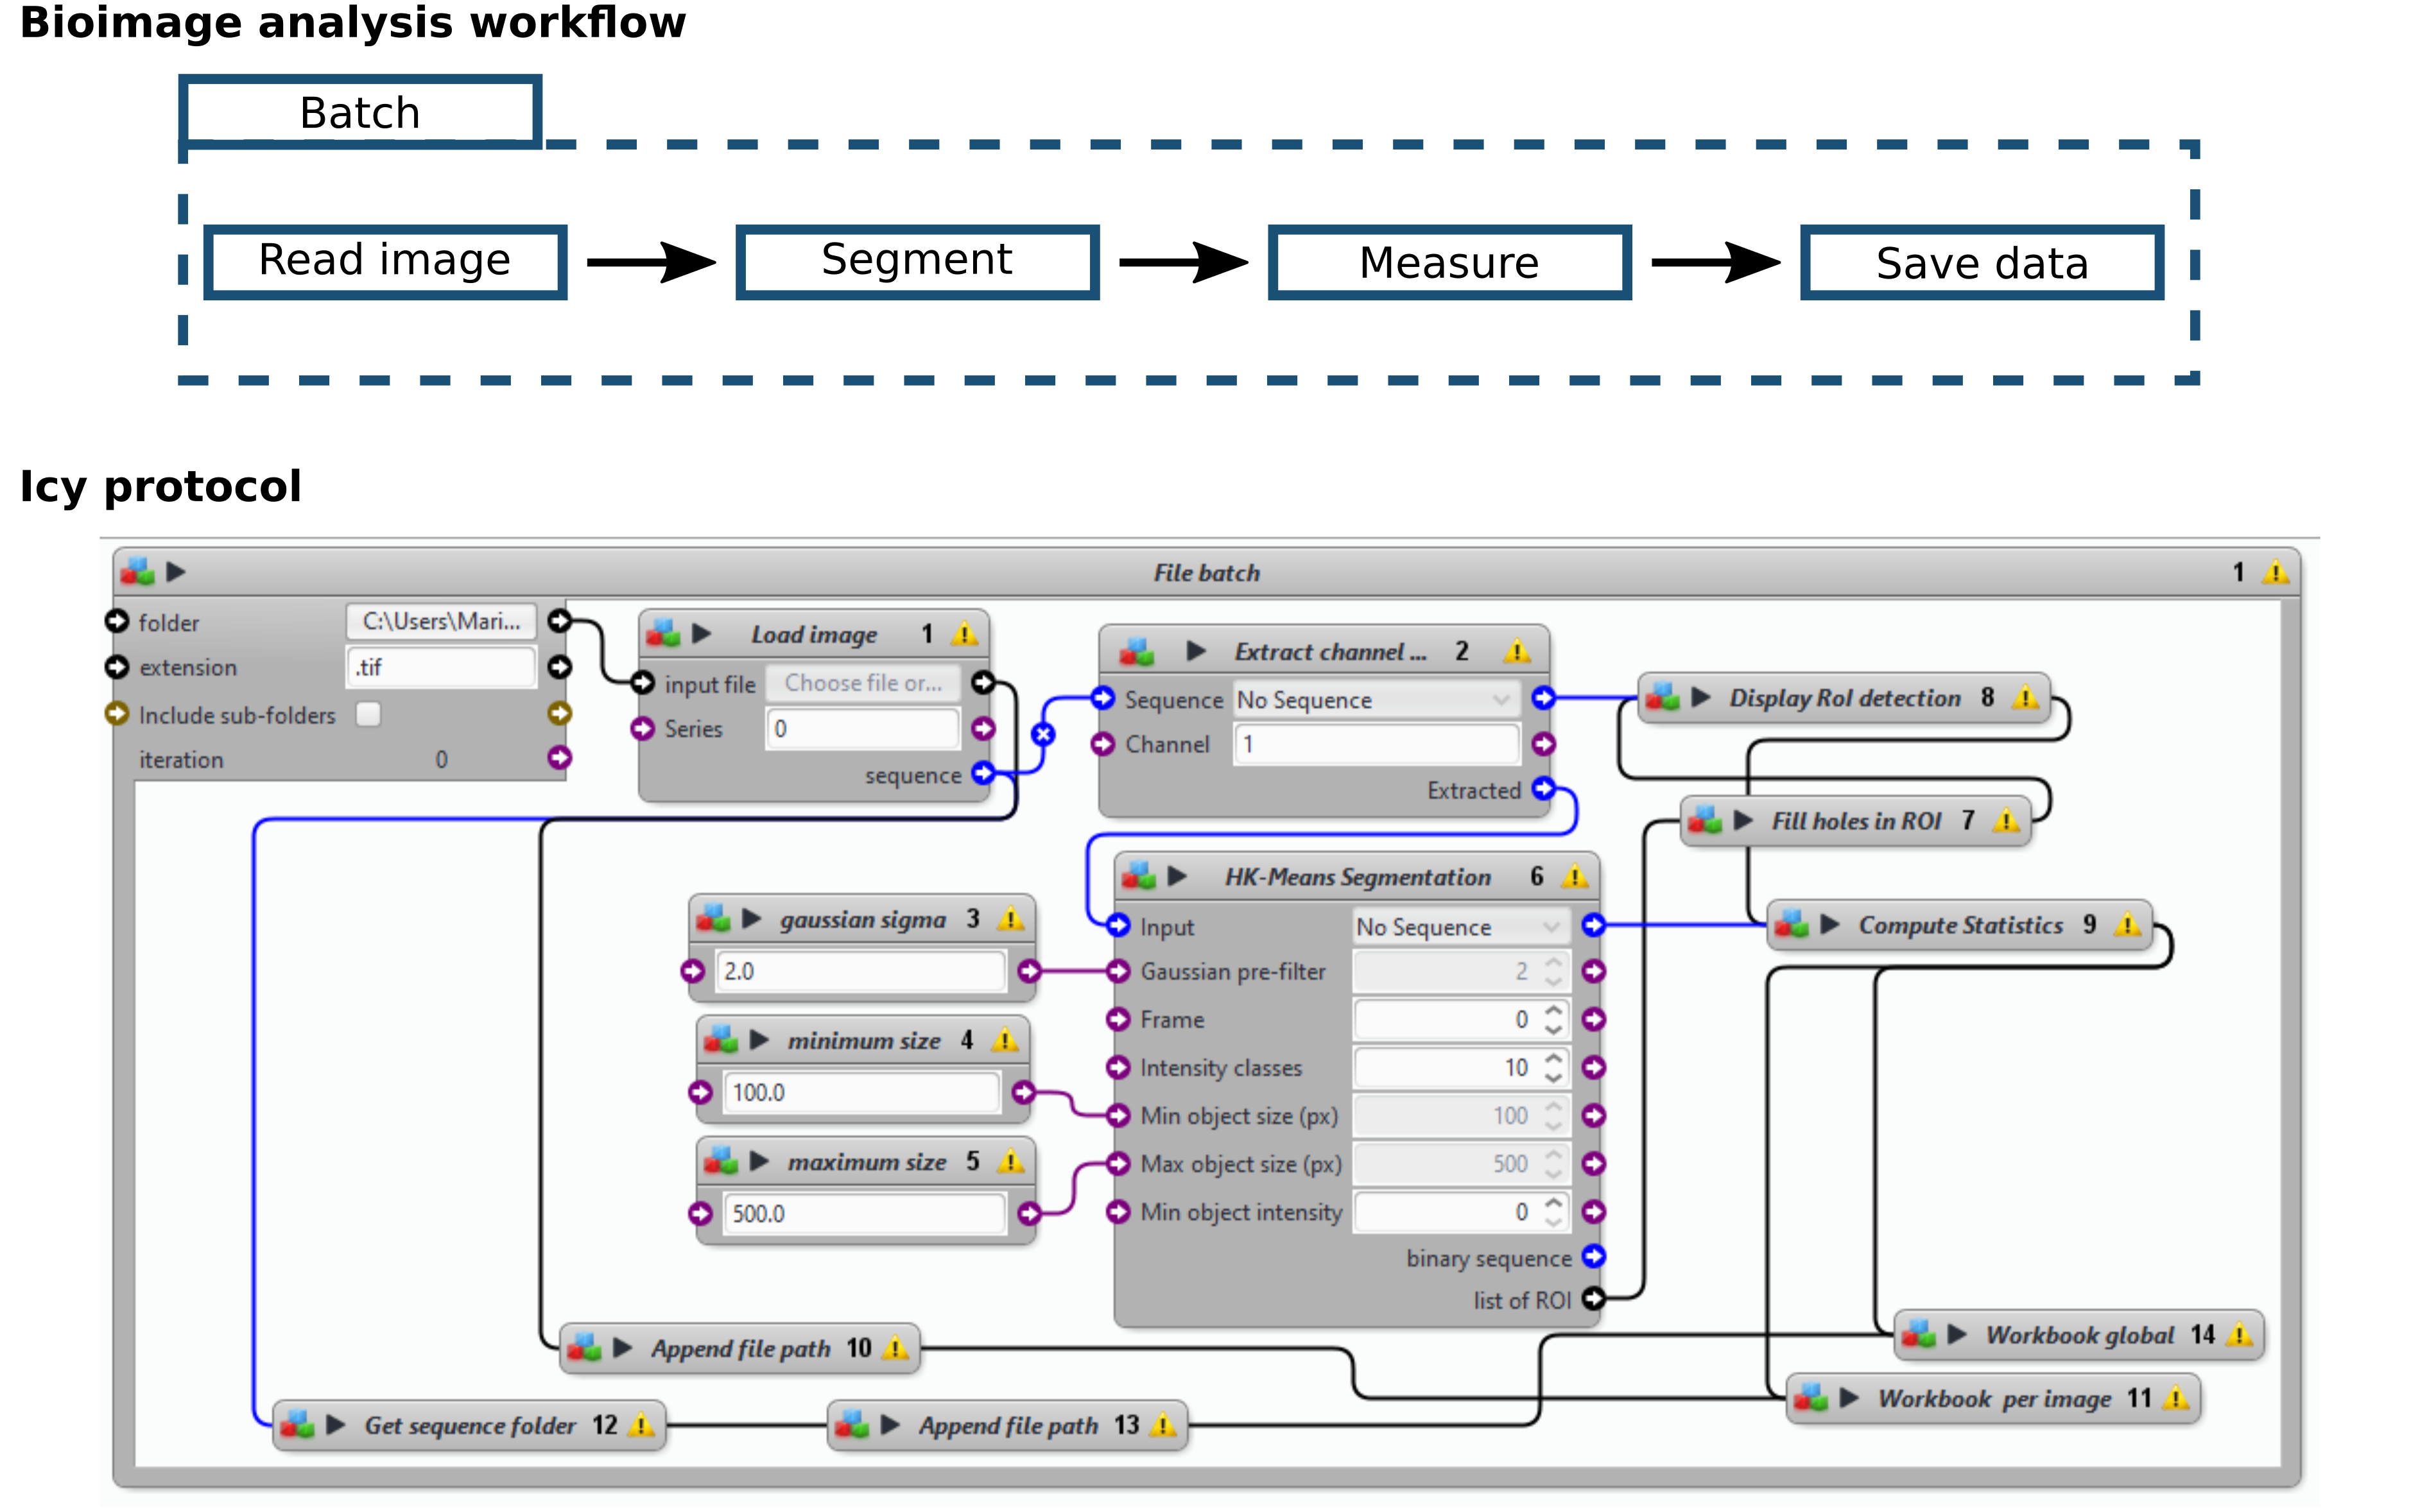 Bioimage analysis workflow
Batch
Read image
Segment
Measure
Save data
Icy protocol
File batch 1
folder C:\Users\Mari...
extension .tif
Include sub-folders
iteration 0
Load image 1
input file Choose file or...
Series 0
sequence
Extract channel ... 2
Sequence No Sequence
Channel 1
Extracted
Display RoI detection 8
Fill holes in ROI 7
HK-Means Segmentation 6
Input No Sequence
Gaussian pre-filter 2
Frame 0
Intensity classes 10
Min object size (px) 100
Max object size (px) 500
Min object intensity 0
binary sequence
list of ROI
gaussian sigma 3
2.0
minimum size 4
100.0
maximum size 5
500.0
Compute Statistics 9
Append file path 10
Workbook global 14
Workbook per image 11
Get sequence folder 12
Append file path 13